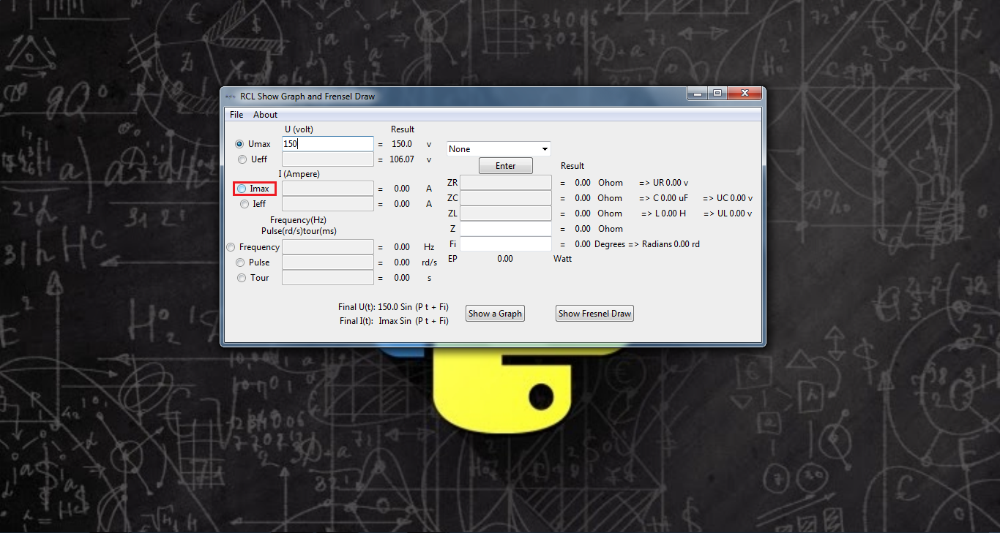 RCL Show Graph and Frensel Draw
File About
U (volt) Result
Umax 150 = 150.0 v
Ueff = 106.07 v
I (Ampere)
Imax = 0.00 A
Ieff = 0.00 A
Frequency(Hz)
Pulse(rd/s)tour(ms)
Frequency = 0.00 Hz
Pulse = 0.00 rd/s
Tour = 0.00 s
None
Enter Result
ZR = 0.00 Ohom => UR 0.00 v
ZC = 0.00 Ohom => C 0.00 uF => UC 0.00 v
ZL = 0.00 Ohom => L 0.00 H => UL 0.00 v
Z = 0.00 Ohom
Fi = 0.00 Degrees => Radians 0.00 rd
EP 0.00 Watt
Final U(t): 150.0 Sin (P t + Fi)
Final I(t): Imax Sin (P t + Fi)
Show a Graph Show Fresnel Draw